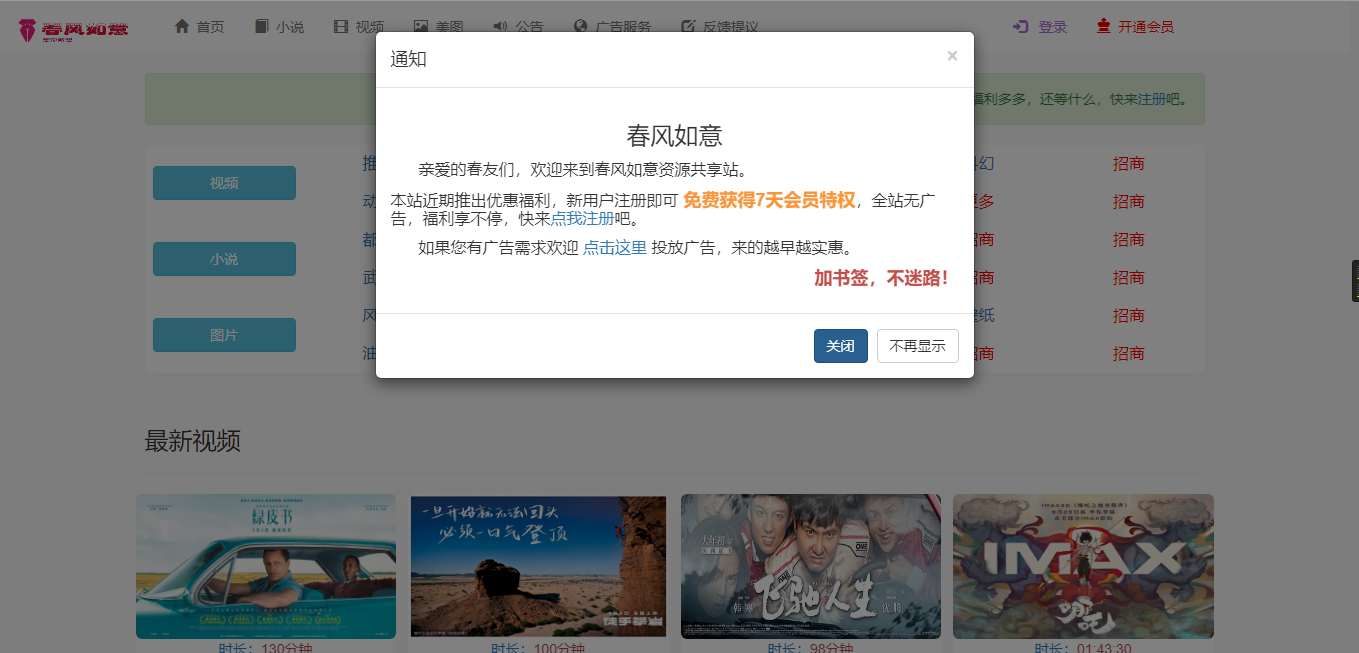 春风如意
首页
小说
视频
美图
公告
广告服务
反馈提议
登录
开通会员
通知
×
福利多多，还等什么，快来注册吧。
春风如意
亲爱的春友们，欢迎来到春风如意资源共享站。
本站近期推出优惠福利，新用户注册即可 免费获得7天会员特权，全站无广
告，福利享不停，快来点我注册吧。
如果您有广告需求欢迎 点击这里 投放广告，来的越早越实惠。
加书签，不迷路！
关闭
不再显示
视频
小说
图片
推
动
都
武
风
油
科幻
更多
招商
招商
壁纸
招商
招商
招商
招商
招商
招商
招商
最新视频
绿皮书
一旦开始就无法回头
必须一口气登顶
徒手攀岩
大年初一
韩寒
飞驰人生
沈腾
IMAX
哪吒
时长：130分钟
时长：100分钟
时长：98分钟
时长：01:43:30